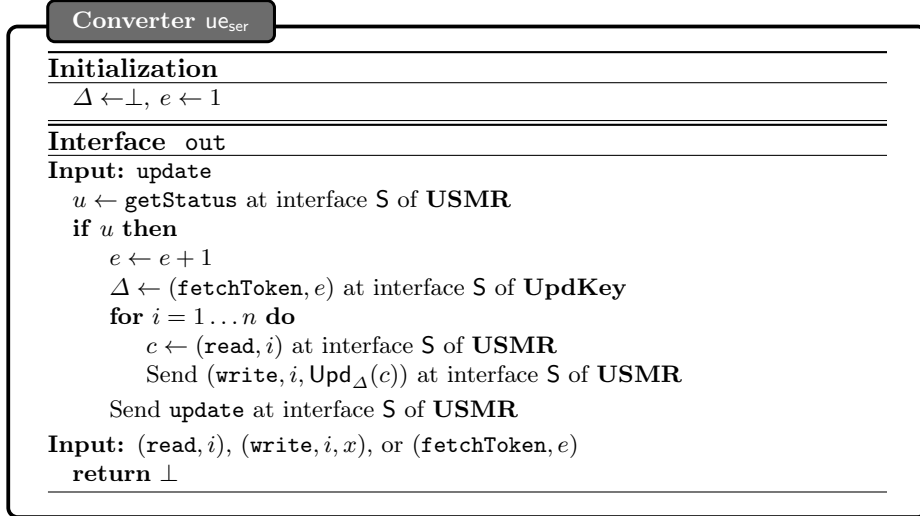 Converter ue_ser
Initialization
Δ ←⊥, e ← 1
Interface out
Input: update
u ← getStatus at interface S of USMR
if u then
e ← e + 1
Δ ← (fetchToken, e) at interface S of UpdKey
for i = 1 . . . n do
c ← (read, i) at interface S of USMR
Send (write, i, Upd_Δ(c)) at interface S of USMR
Send update at interface S of USMR
Input: (read, i), (write, i, x), or (fetchToken, e)
return ⊥